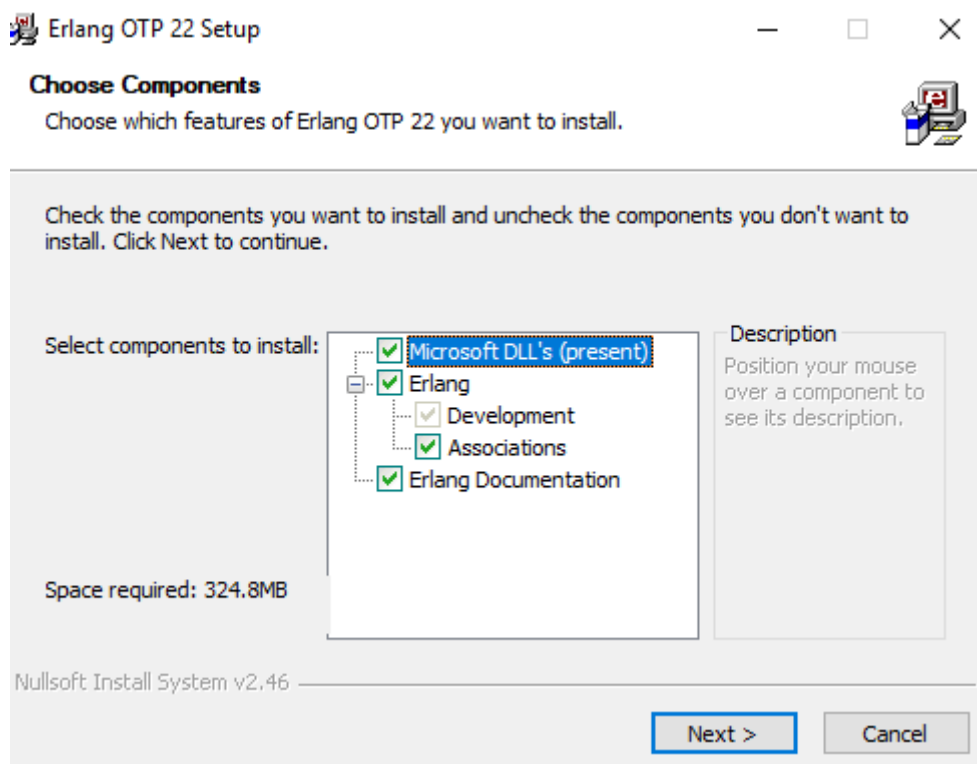 Erlang OTP 22 Setup
Choose Components
Choose which features of Erlang OTP 22 you want to install.
Check the components you want to install and uncheck the components you don't want to
install. Click Next to continue.
Select components to install:
Microsoft DLL's (present)
Erlang
Development
Associations
Erlang Documentation
Description
Position your mouse
over a component to
see its description.
Space required: 324.8MB
Nullsoft Install System v2.46
Next >
Cancel